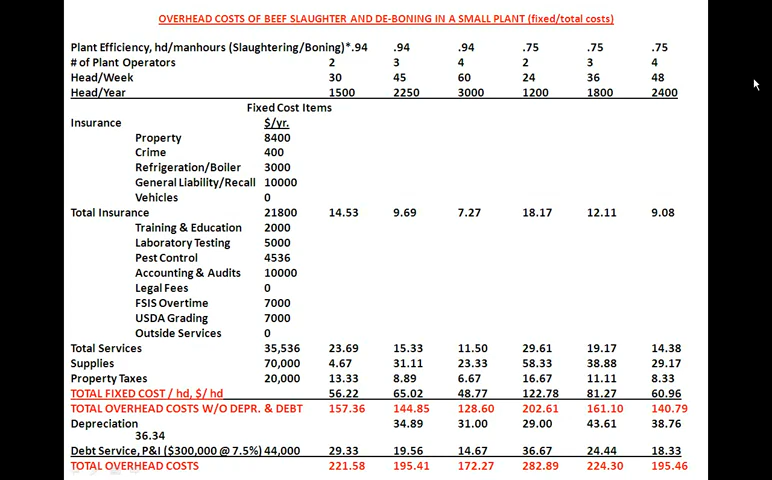 OVERHEAD COSTS OF BEEF SLAUGHTER AND DE-BONING IN A SMALL PLANT (fixed/total costs)
Plant Efficiency, hd/manhours (Slaughtering/Boning)*.94 .94 .94 .75 .75 .75
# of Plant Operators 2 3 4 2 3 4
Head/Week 30 45 60 24 36 48
Head/Year 1500 2250 3000 1200 1800 2400
Fixed Cost Items
Insurance $/yr.
Property 8400
Crime 400
Refrigeration/Boiler 3000
General Liability/Recall 10000
Vehicles 0
Total Insurance 21800 14.53 9.69 7.27 18.17 12.11 9.08
Training & Education 2000
Laboratory Testing 5000
Pest Control 4536
Accounting & Audits 10000
Legal Fees 0
FSIS Overtime 7000
USDA Grading 7000
Outside Services 0
Total Services 35,536 23.69 15.33 11.50 29.61 19.17 14.38
Supplies 70,000 4.67 31.11 23.33 58.33 38.88 29.17
Property Taxes 20,000 13.33 8.89 6.67 16.67 11.11 8.33
TOTAL FIXED COST / hd, $/ hd 56.22 65.02 48.77 122.78 81.27 60.96
TOTAL OVERHEAD COSTS W/O DEPR. & DEBT 157.36 144.85 128.60 202.61 161.10 140.79
Depreciation 34.89 31.00 29.00 43.61 38.76
36.34
Debt Service, P&I ($300,000 @ 7.5%) 44,000 29.33 19.56 14.67 36.67 24.44 18.33
TOTAL OVERHEAD COSTS 221.58 195.41 172.27 282.89 224.30 195.46